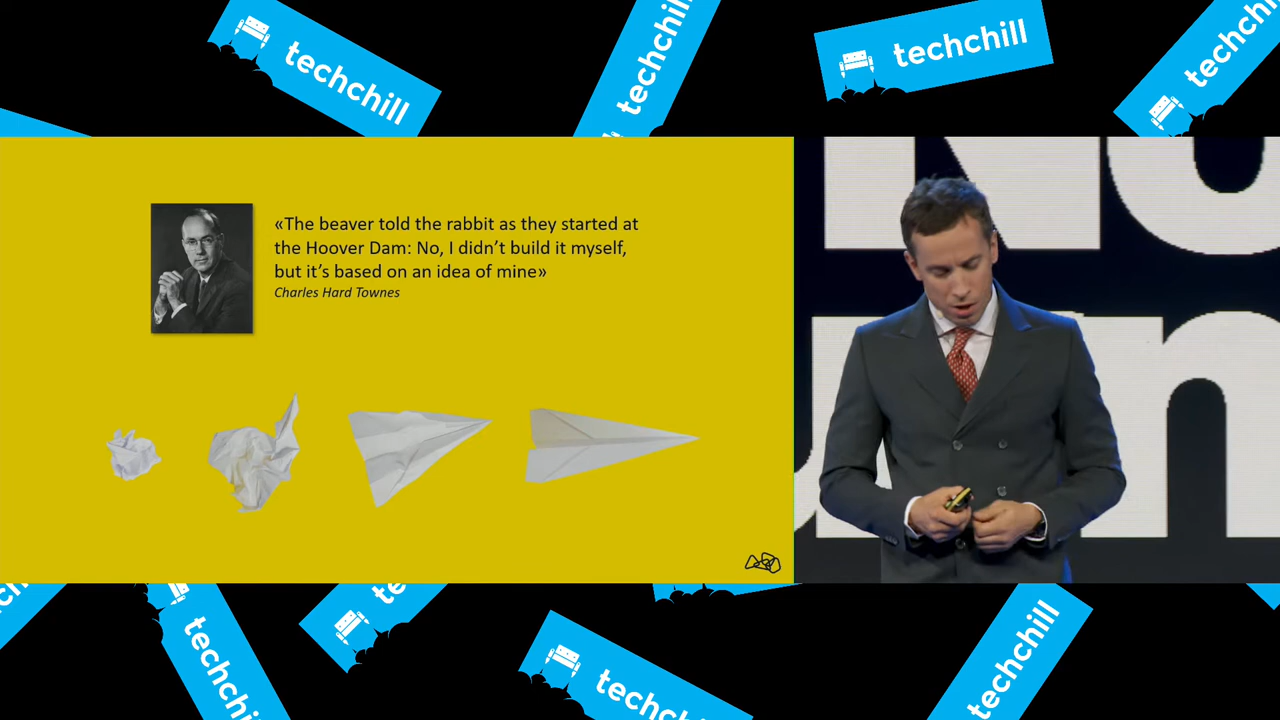 techchill
techchill
techchill
techchill
«The beaver told the rabbit as they started at
the Hoover Dam: No, I didn’t build it myself,
but it’s based on an idea of mine»
Charles Hard Townes
techchill
techchill
techchill